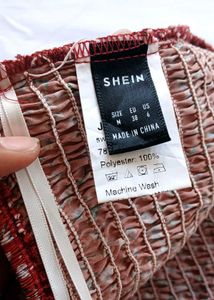 SHEIN
SIZE EU US
M 38 6
MADE IN CHINA
Polyester: 100%
Machine Wash